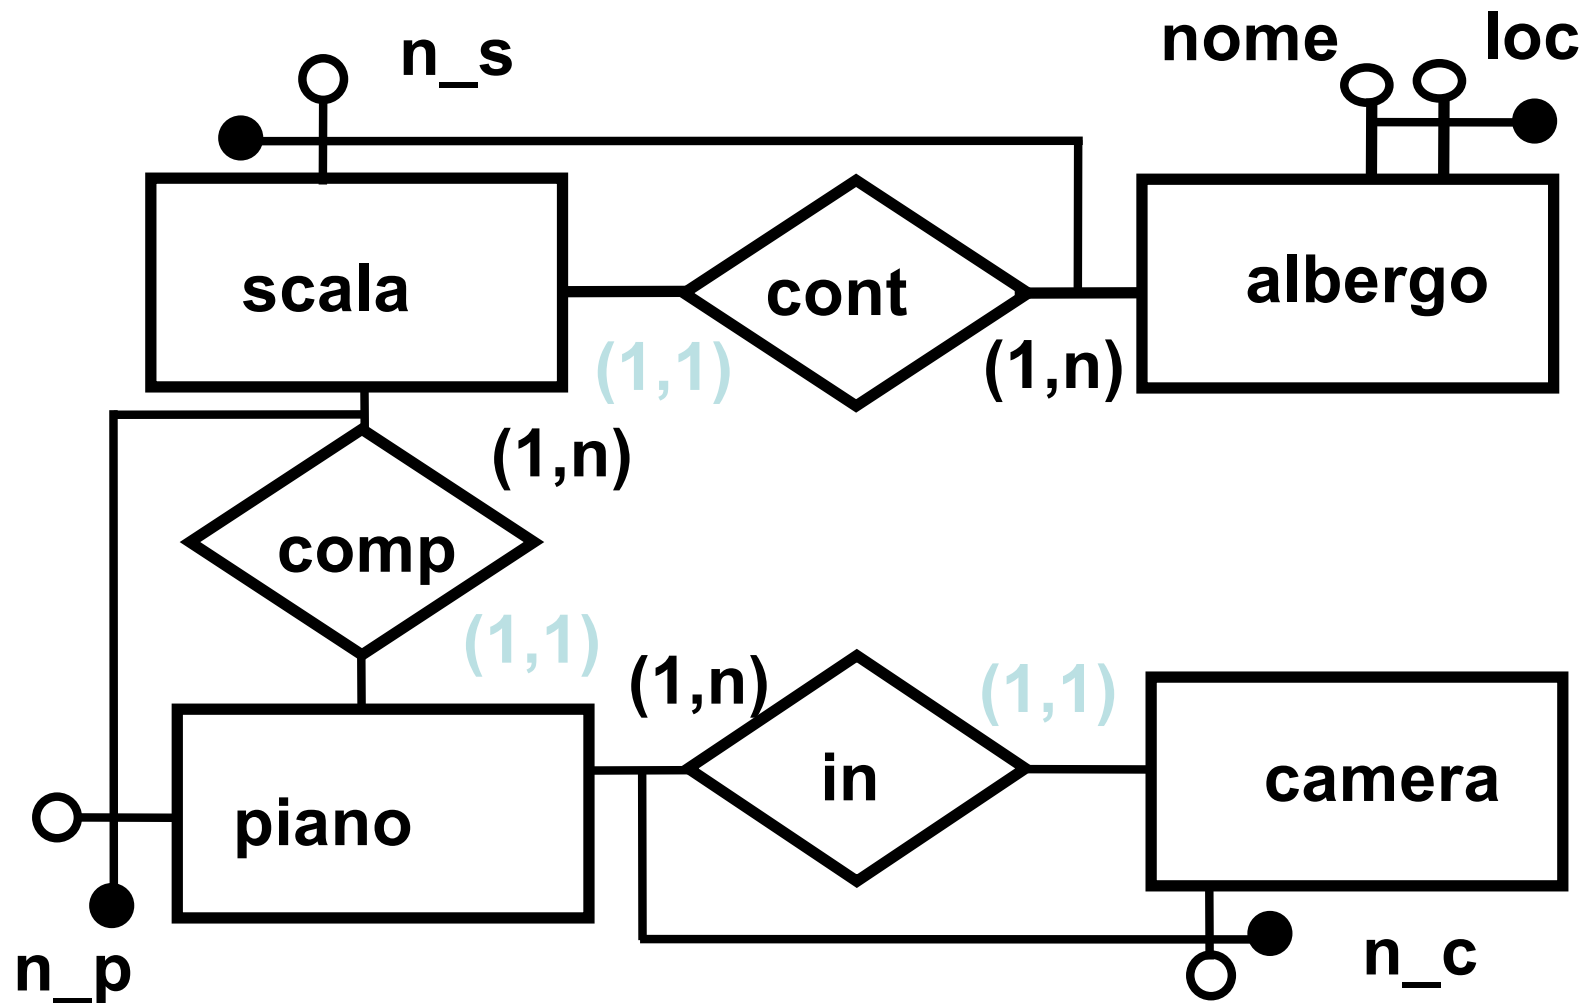 n_s
nome
loc
scala
cont
albergo
(1,1)
(1,n)
(1,n)
comp
(1,1)
(1,n)
(1,1)
piano
in
camera
n_p
n_c